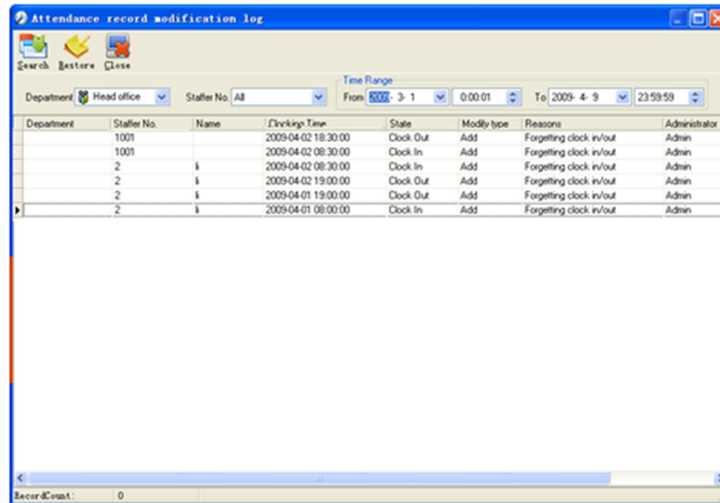 Attendance record modification log
Search Restore Close
Time Range
Department Head office Staffer No. All From 2009- 3- 1 0:00:01 To 2009- 4- 9 23:59:59
Department Staffer No. Name Clocking Time State Modify type Reasons Administrator
1001 2009-04-02 18:30:00 Clock Out Add Forgetting clock in/out Admin
1001 2009-04-02 08:30:00 Clock In Add Forgetting clock in/out Admin
2 li 2009-04-02 08:30:00 Clock In Add Forgetting clock in/out Admin
2 li 2009-04-02 19:00:00 Clock Out Add Forgetting clock in/out Admin
2 li 2009-04-01 19:00:00 Clock Out Add Forgetting clock in/out Admin
2 li 2009-04-01 08:00:00 Clock In Add Forgetting clock in/out Admin
RecordCount: 0